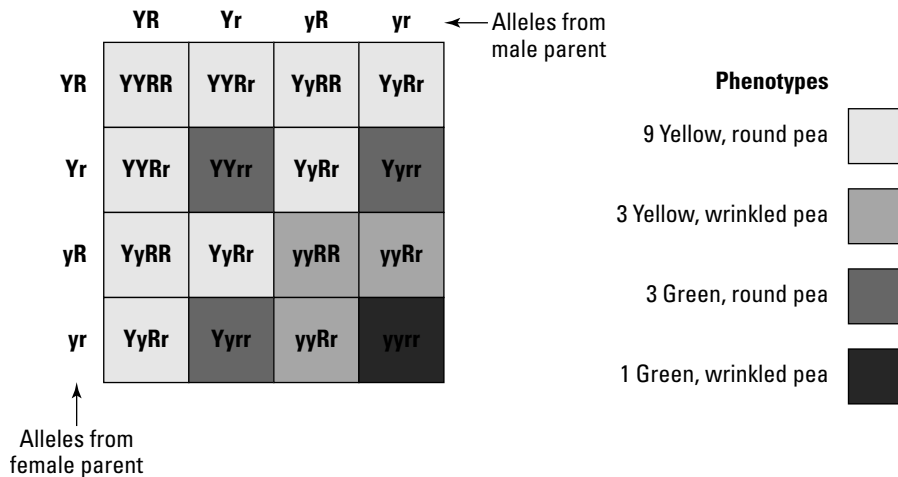 YR Yr yR yr
Alleles from
male parent
YR YYRR YYRr YyRR YyRr
Yr YYRr YYrr YyRr Yyrr
yR YyRR YyRr yyRR yyRr
yr YyRr Yyrr yyRr yyrr
Alleles from
female parent
Phenotypes
9 Yellow, round pea
3 Yellow, wrinkled pea
3 Green, round pea
1 Green, wrinkled pea